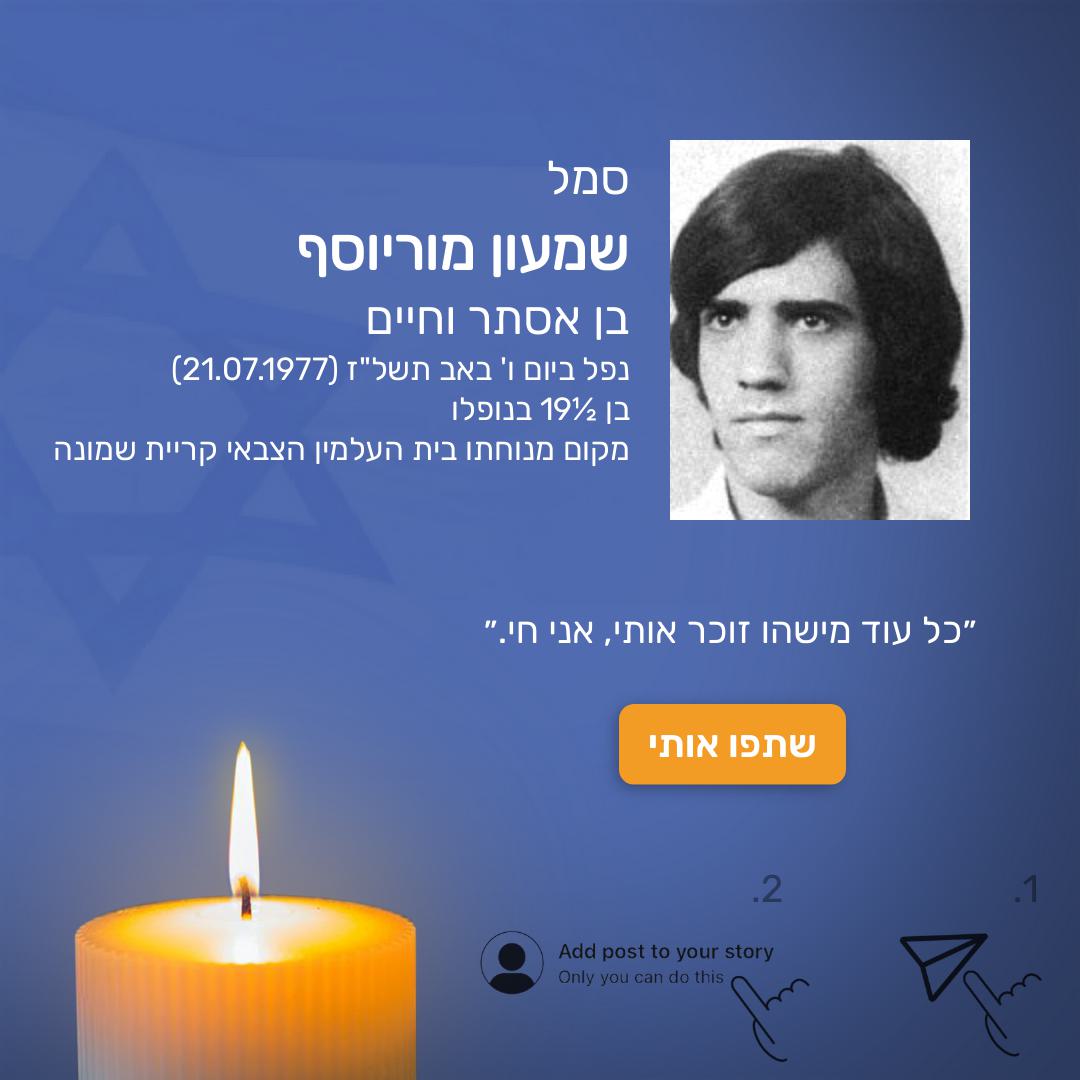 סמל
שמעון מוריוסף
בן אסתר וחיים
נפל ביום ו' באב תשל"ז (21.07.1977)
בן 19½ בנופלו
מקום מנוחתו בית העלמין הצבאי קריית שמונה
״כל עוד מישהו זוכר אותי, אני חי.״
שתפו אותי
1.
2.
Add post to your story
Only you can do this